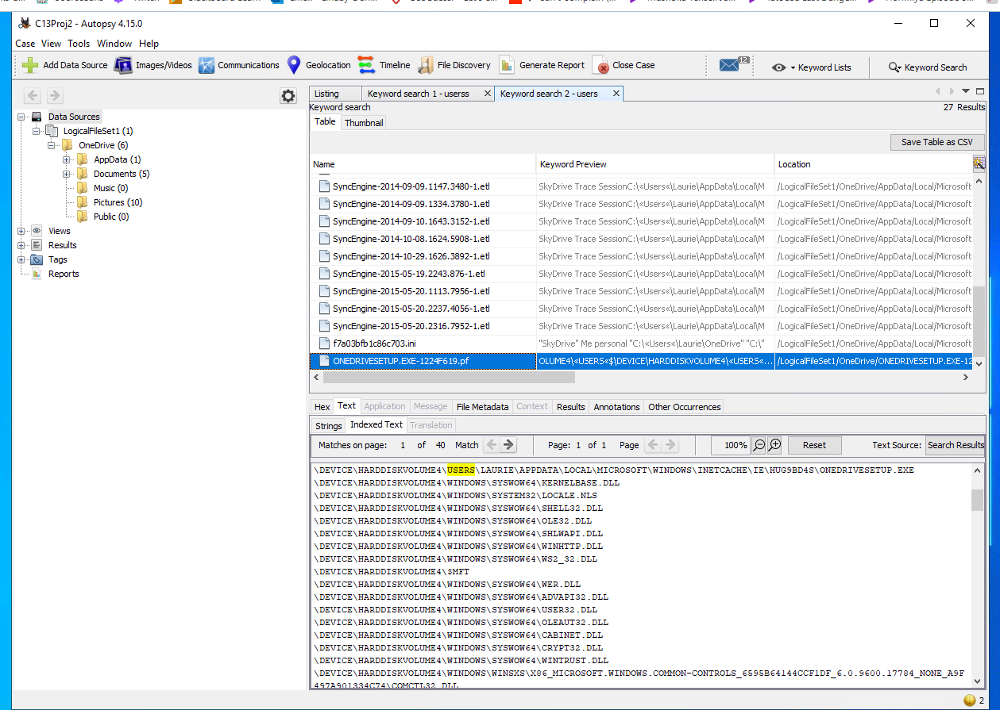 C13Proj2 - Autopsy 4.15.0
Case View Tools Window Help
Add Data Source Images/Videos Communications Geolocation Timeline File Discovery Generate Report Close Case 12 Keyword Lists Keyword Search
Listing Keyword search 1 - userss Keyword search 2 - users
Keyword search 27 Results
Table Thumbnail
Save Table as CSV
Name Keyword Preview Location
SyncEngine-2014-09-09.1147.3480-1.etl SkyDrive Trace SessionC:\«Users«\Laurie\AppData\Local\M /LogicalFileSet1/OneDrive/AppData/Local/Microsoft
SyncEngine-2014-09-09.1334.3780-1.etl SkyDrive Trace SessionC:\«Users«\Laurie\AppData\Local\M /LogicalFileSet1/OneDrive/AppData/Local/Microsoft
SyncEngine-2014-09-10.1643.3152-1.etl SkyDrive Trace SessionC:\«Users«\Laurie\AppData\Local\M /LogicalFileSet1/OneDrive/AppData/Local/Microsoft
SyncEngine-2014-10-08.1624.5908-1.etl SkyDrive Trace SessionC:\«Users«\Laurie\AppData\Local\M /LogicalFileSet1/OneDrive/AppData/Local/Microsoft
SyncEngine-2014-10-29.1626.3892-1.etl SkyDrive Trace SessionC:\«Users«\Laurie\AppData\Local\M /LogicalFileSet1/OneDrive/AppData/Local/Microsoft
SyncEngine-2015-05-19.2243.876-1.etl SkyDrive Trace SessionC:\«Users«\Laurie\AppData\Local\M /LogicalFileSet1/OneDrive/AppData/Local/Microsoft
SyncEngine-2015-05-20.1113.7956-1.etl SkyDrive Trace SessionC:\«Users«\Laurie\AppData\Local\M /LogicalFileSet1/OneDrive/AppData/Local/Microsoft
SyncEngine-2015-05-20.2237.4056-1.etl SkyDrive Trace SessionC:\«Users«\Laurie\AppData\Local\M /LogicalFileSet1/OneDrive/AppData/Local/Microsoft
SyncEngine-2015-05-20.2316.7952-1.etl SkyDrive Trace SessionC:\«Users«\Laurie\AppData\Local\M /LogicalFileSet1/OneDrive/AppData/Local/Microsoft
f7a03bfb1c86c703.ini "SkyDrive" Me personal "C:\«Users«\Laurie\OneDrive" "C:\" /LogicalFileSet1/OneDrive/AppData/Local/Microsoft
ONEDRIVESETUP.EXE-1224F619.pf OLUME4\«USERS«$\DEVICE\HARDDISKVOLUME4\«USERS«... /LogicalFileSet1/OneDrive/ONEDRIVESETUP.EXE-12
Data Sources
LogicalFileSet1 (1)
OneDrive (6)
AppData (1)
Documents (5)
Music (0)
Pictures (10)
Public (0)
Views
Results
Tags
Reports
Hex Text Application Message File Metadata Context Results Annotations Other Occurrences
Strings Indexed Text Translation
Matches on page: 1 of 40 Match Page: 1 of 1 Page 100% Reset Text Source: Search Results
\DEVICE\HARDDISKVOLUME4\USERS\LAURIE\APPDATA\LOCAL\MICROSOFT\WINDOWS\INETCACHE\IE\HUG9BD4S\ONEDRIVESETUP.EXE
\DEVICE\HARDDISKVOLUME4\WINDOWS\SYSWOW64\KERNELBASE.DLL
\DEVICE\HARDDISKVOLUME4\WINDOWS\SYSTEM32\LOCALE.NLS
\DEVICE\HARDDISKVOLUME4\WINDOWS\SYSWOW64\SHELL32.DLL
\DEVICE\HARDDISKVOLUME4\WINDOWS\SYSWOW64\OLE32.DLL
\DEVICE\HARDDISKVOLUME4\WINDOWS\SYSWOW64\SHLWAPI.DLL
\DEVICE\HARDDISKVOLUME4\WINDOWS\SYSWOW64\WINHTTP.DLL
\DEVICE\HARDDISKVOLUME4\WINDOWS\SYSWOW64\WS2_32.DLL
\DEVICE\HARDDISKVOLUME4\$MFT
\DEVICE\HARDDISKVOLUME4\WINDOWS\SYSWOW64\WER.DLL
\DEVICE\HARDDISKVOLUME4\WINDOWS\SYSWOW64\ADVAPI32.DLL
\DEVICE\HARDDISKVOLUME4\WINDOWS\SYSWOW64\USER32.DLL
\DEVICE\HARDDISKVOLUME4\WINDOWS\SYSWOW64\OLEAUT32.DLL
\DEVICE\HARDDISKVOLUME4\WINDOWS\SYSWOW64\CABINET.DLL
\DEVICE\HARDDISKVOLUME4\WINDOWS\SYSWOW64\CRYPT32.DLL
\DEVICE\HARDDISKVOLUME4\WINDOWS\SYSWOW64\WINTRUST.DLL
\DEVICE\HARDDISKVOLUME4\WINDOWS\WINSXS\X86_MICROSOFT.WINDOWS.COMMON-CONTROLS_6595B64144CCF1DF_6.0.9600.17784_NONE_A9F
497A901334C74\COMCTL32.DLL
2